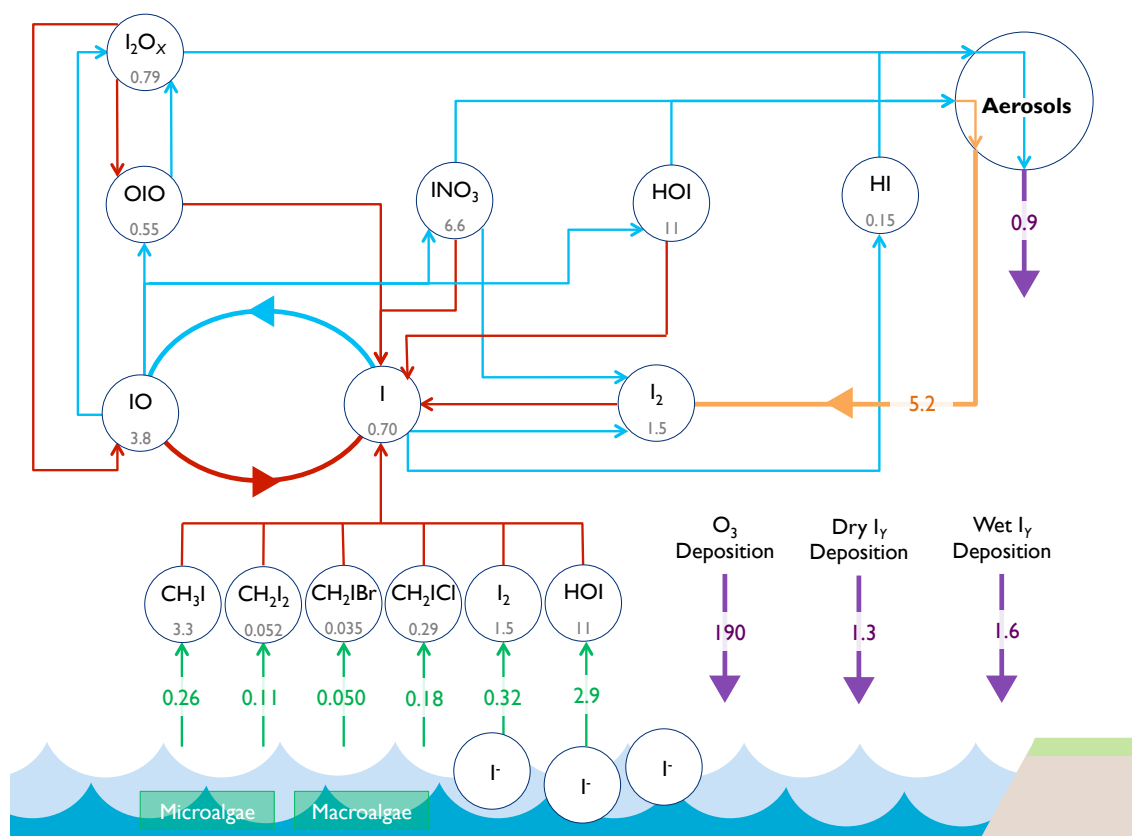 I₂Oₓ
0.79
Aerosols
OIO
0.55
INO₃
6.6
HOI
11
HI
0.15
0.9
IO
3.8
I
0.70
I₂
1.5
5.2
O₃
Deposition
Dry Iᵧ
Deposition
Wet Iᵧ
Deposition
CH₃I
3.3
CH₂I₂
0.052
CH₂IBr
0.035
CH₂ICl
0.29
I₂
1.5
HOI
11
190
1.3
1.6
0.26
0.11
0.050
0.18
0.32
2.9
I⁻
I⁻
I⁻
Microalgae
Macroalgae